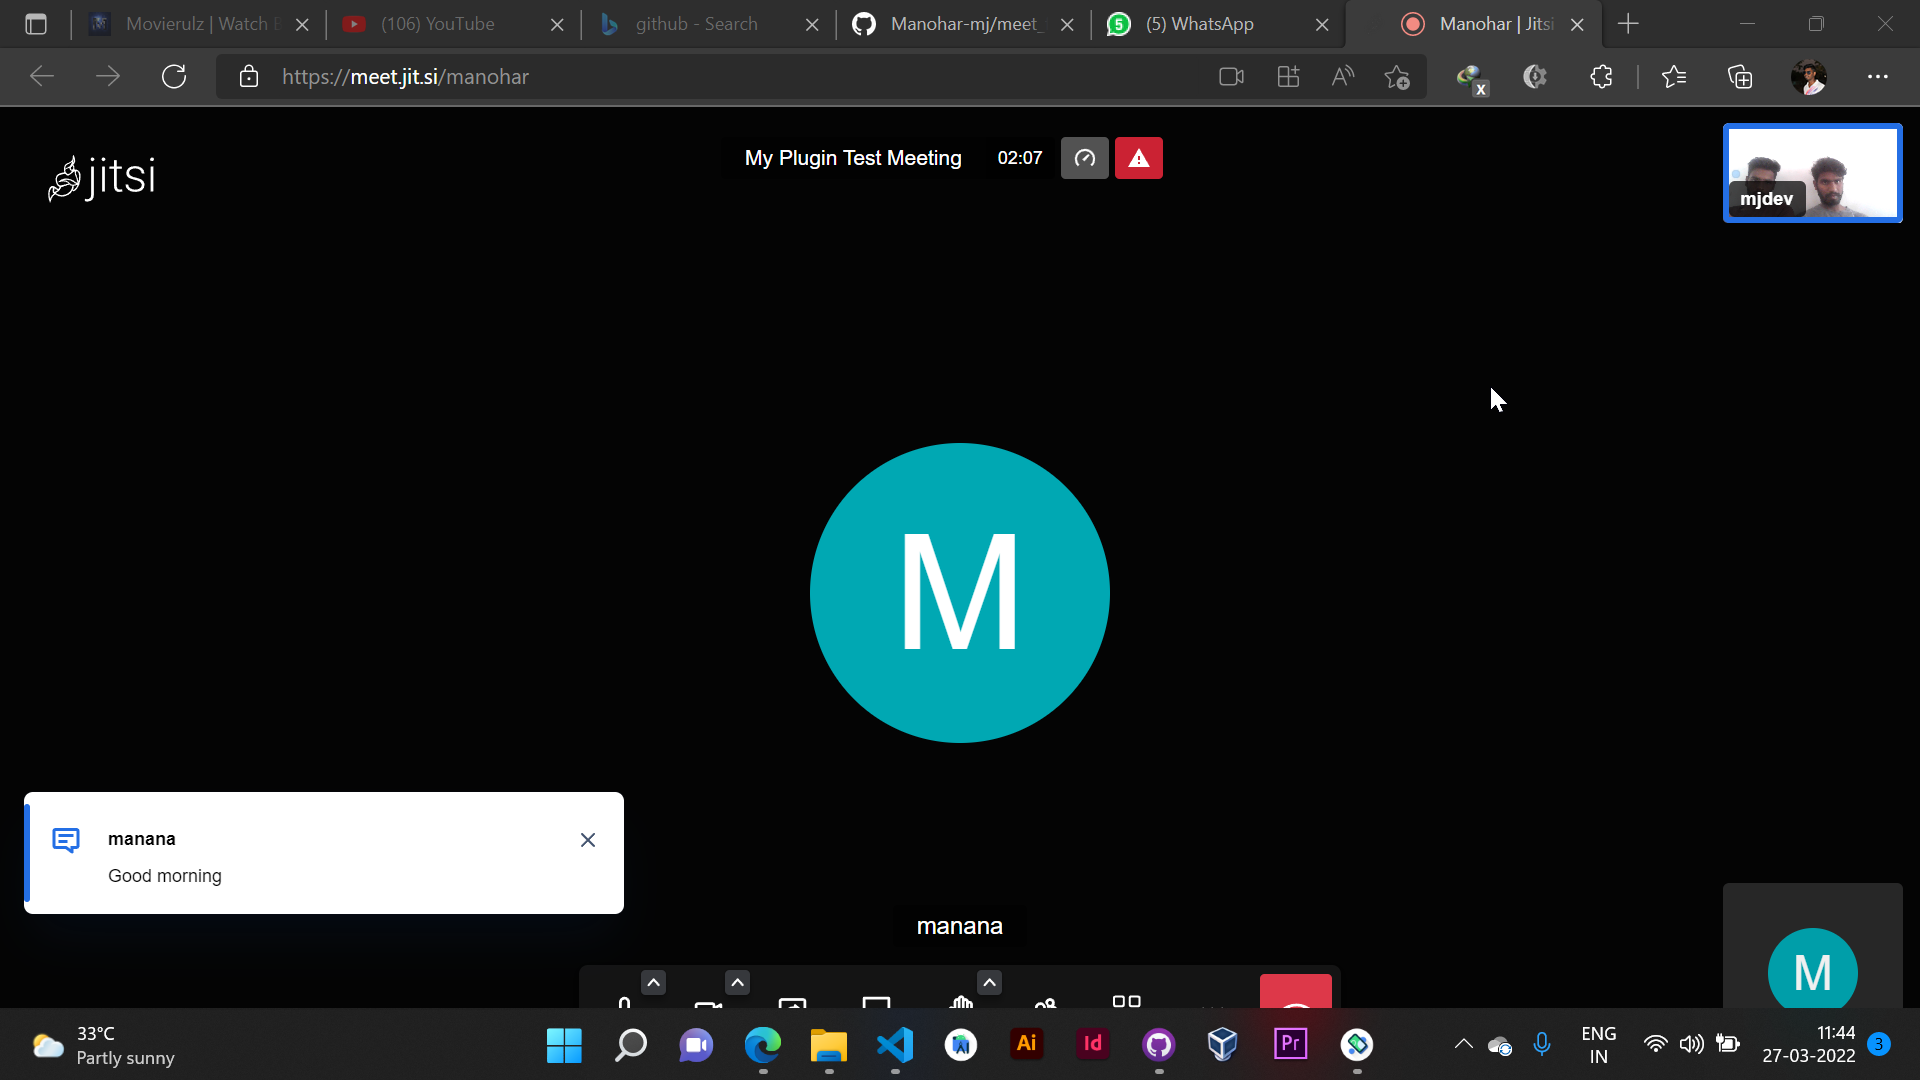 Movierulz | Watch B
(106) YouTube
github - Search
Manohar-mj/meet_
5
(5) WhatsApp
Manohar | Jitsi
https://meet.jit.si/manohar
A
x
jitsi
My Plugin Test Meeting
02:07
mjdev
M
manana
Good morning
manana
M
33°C
Partly sunny
Ai
Id
Pr
ENG
IN
11:44
27-03-2022
3